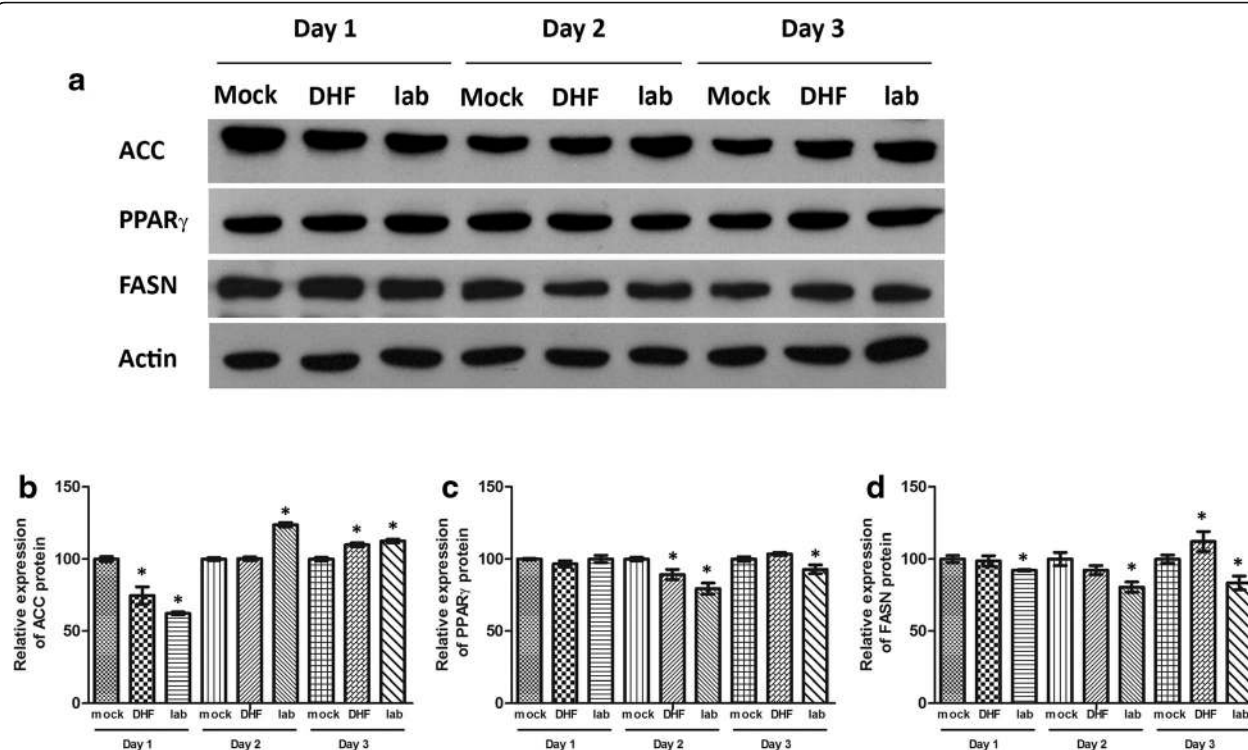 Day 1 Day 2 Day 3
a
Mock DHF lab Mock DHF lab Mock DHF lab
ACC
PPARγ
FASN
Actin
b
Relative expression
of ACC protein
150
100
50
0
* * * * *
mock DHF lab mock DHF lab mock DHF lab
Day 1 Day 2 Day 3
c
Relative expression
of PPARγ protein
150
100
50
0
* * *
mock DHF lab mock DHF lab mock DHF lab
Day 1 Day 2 Day 3
d
Relative expression
of FASN protein
150
100
50
0
* * * *
mock DHF lab mock DHF lab mock DHF lab
Day 1 Day 2 Day 3